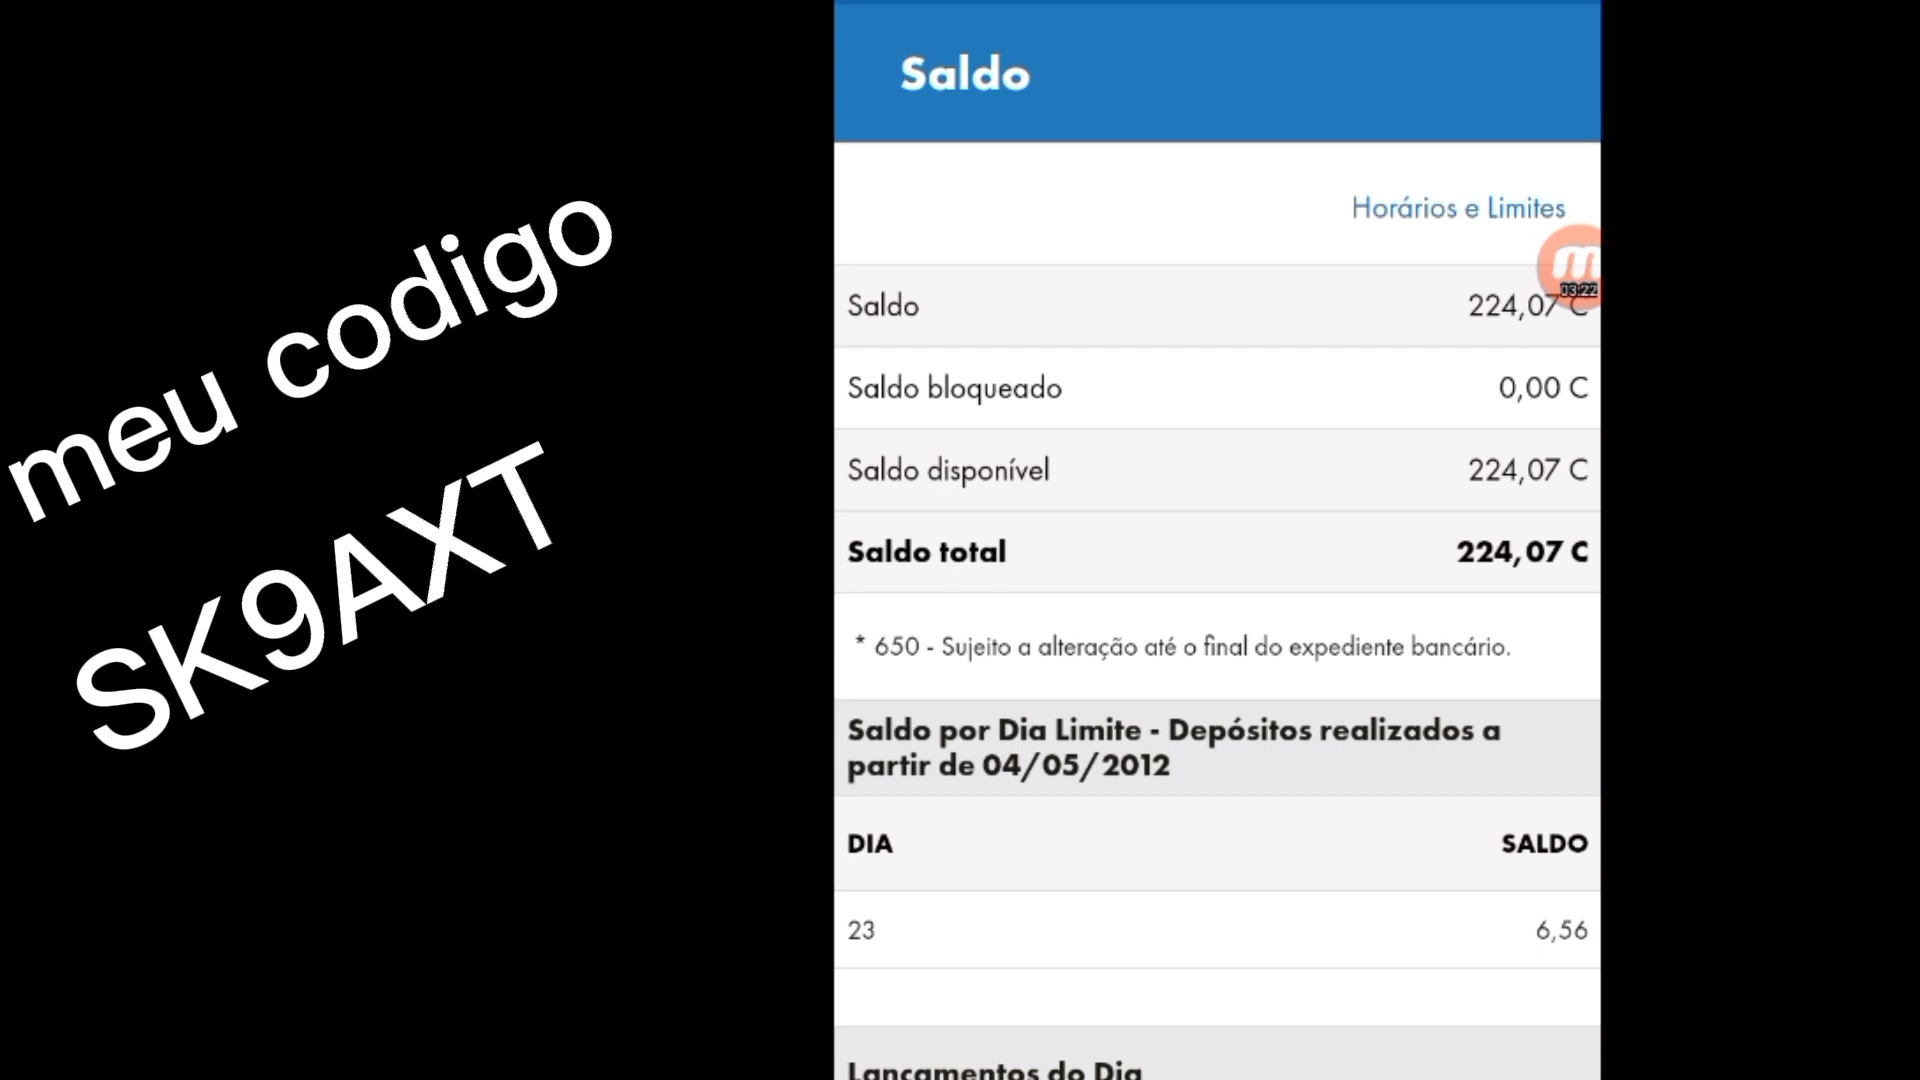 meu codigo
SK9AXT
Saldo
Horários e Limites
m
03:22
Saldo 224,07 C
Saldo bloqueado 0,00 C
Saldo disponível 224,07 C
Saldo total 224,07 C
* 650 - Sujeito a alteração até o final do expediente bancário.
Saldo por Dia Limite - Depósitos realizados a
partir de 04/05/2012
DIA SALDO
23 6,56
Lançamentos do Dia